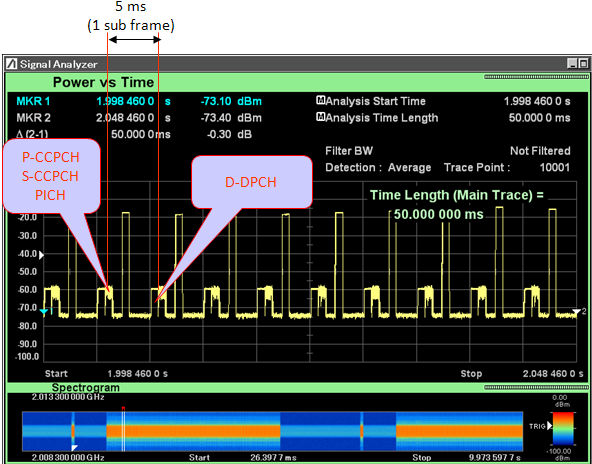 5 ms
(1 sub frame)
Signal Analyzer
Power vs Time
MKR 1 1.998 460 0 s -73.10 dBm
MKR 2 2.048 460 0 s -73.40 dBm
Δ(2-1) 50.000 0 ms -0.30 dB
M Analysis Start Time 1.998 460 0 s
M Analysis Time Length 50.000 0 ms
Filter BW Not Filtered
Detection : Average Trace Point : 10001
P-CCPCH
S-CCPCH
PICH
D-DPCH
Time Length (Main Trace) =
50.000 000 ms
-20.0
-30.0
-40.0
-50.0
-60.0
-70.0
-80.0
-90.0
-100.0
2
Start 1.998 460 0 s Stop 2.048 460 0 s
Spectrogram
2.013 300 000 GHz
2.008 300 000 GHz Start 26.397 7 ms Stop 9.973 597 7 s
TRIG
0.00
dBm
-100.00
dBm